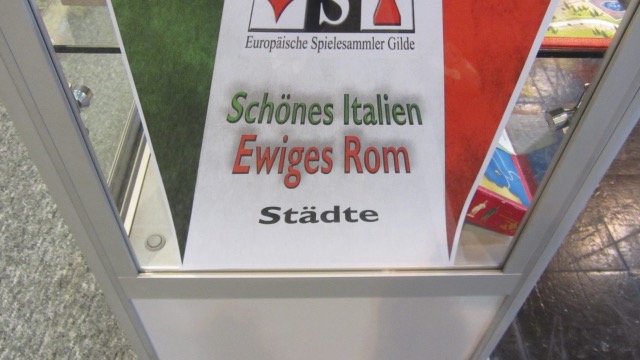 S
Europäische Spielesammler Gilde
Schönes Italien
Ewiges Rom
Städte